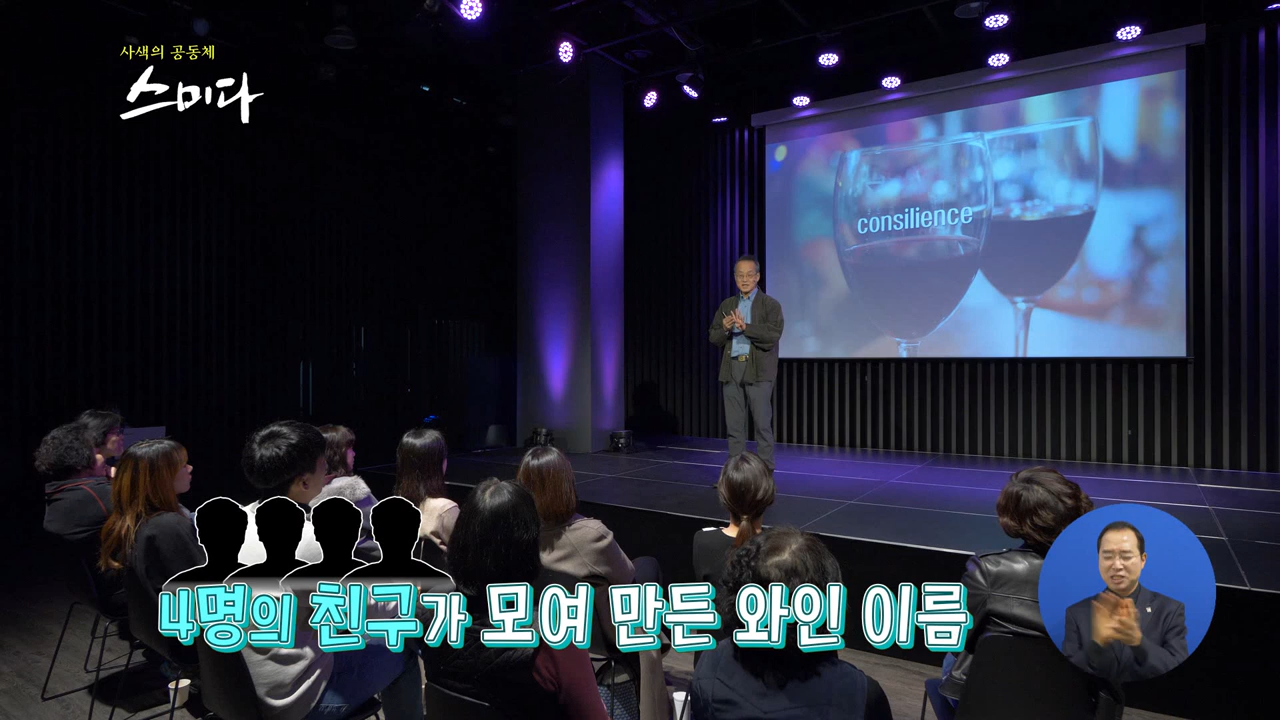 사색의 공동체
스미다
consilience
4명의 친구가 모여 만든 와인 이름